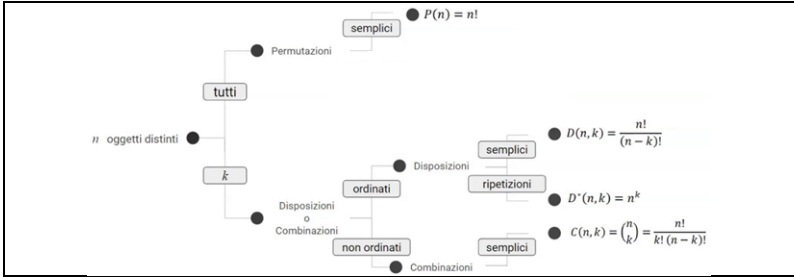 semplici
P(n) = n!
Permutazioni
tutti
n oggetti distinti
k
Disposizioni
o
Combinazioni
ordinati
Disposizioni
semplici
D(n, k) = n! / (n − k)!
ripetizioni
D*(n, k) = n^k
non ordinati
Combinazioni
semplici
C(n, k) = (n k) = n! / k! (n − k)!